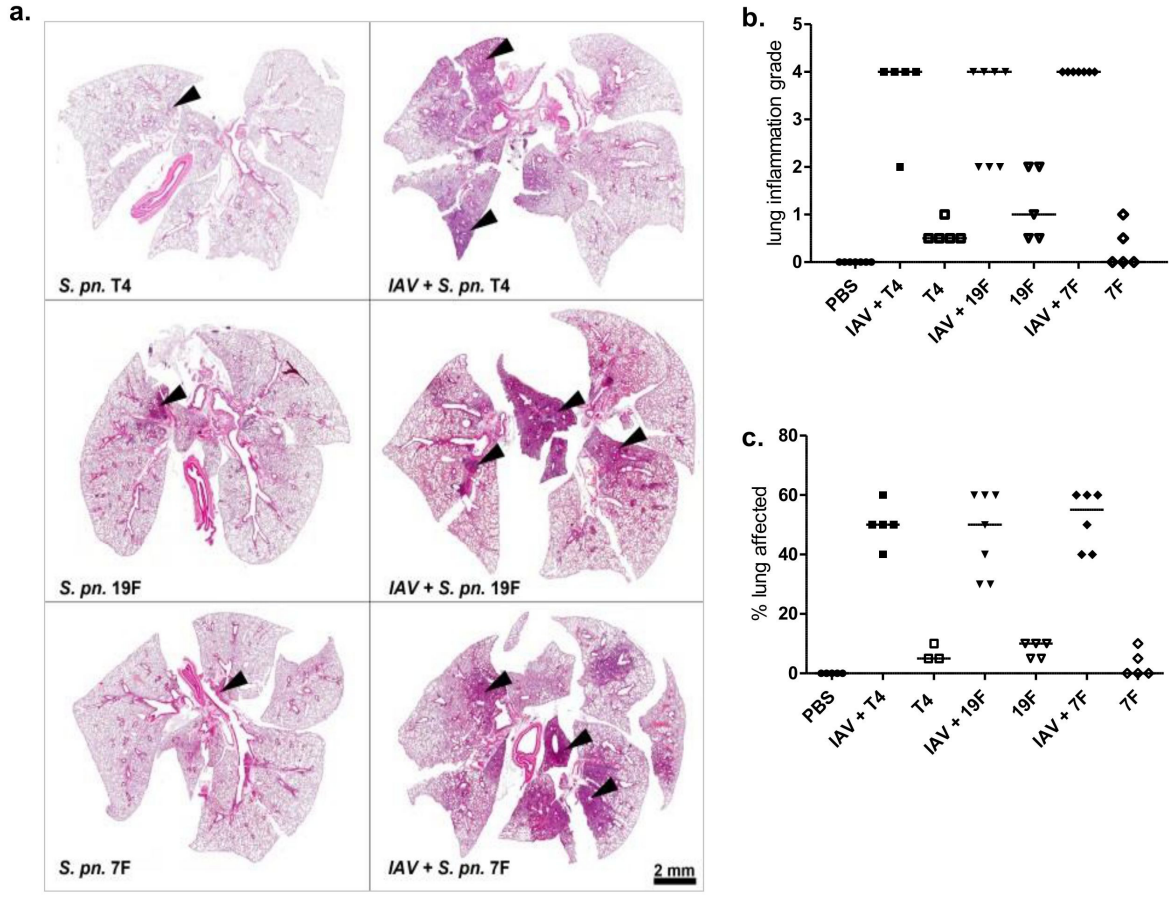 a.
S. pn. T4
IAV + S. pn. T4
S. pn. 19F
IAV + S. pn. 19F
S. pn. 7F
IAV + S. pn. 7F
2 mm
b.
lung inflammation grade
5
4
3
2
1
0
PBS
IAV + T4
T4
IAV + 19F
19F
IAV + 7F
7F
c.
% lung affected
80
60
40
20
0
PBS
IAV + T4
T4
IAV + 19F
19F
IAV + 7F
7F